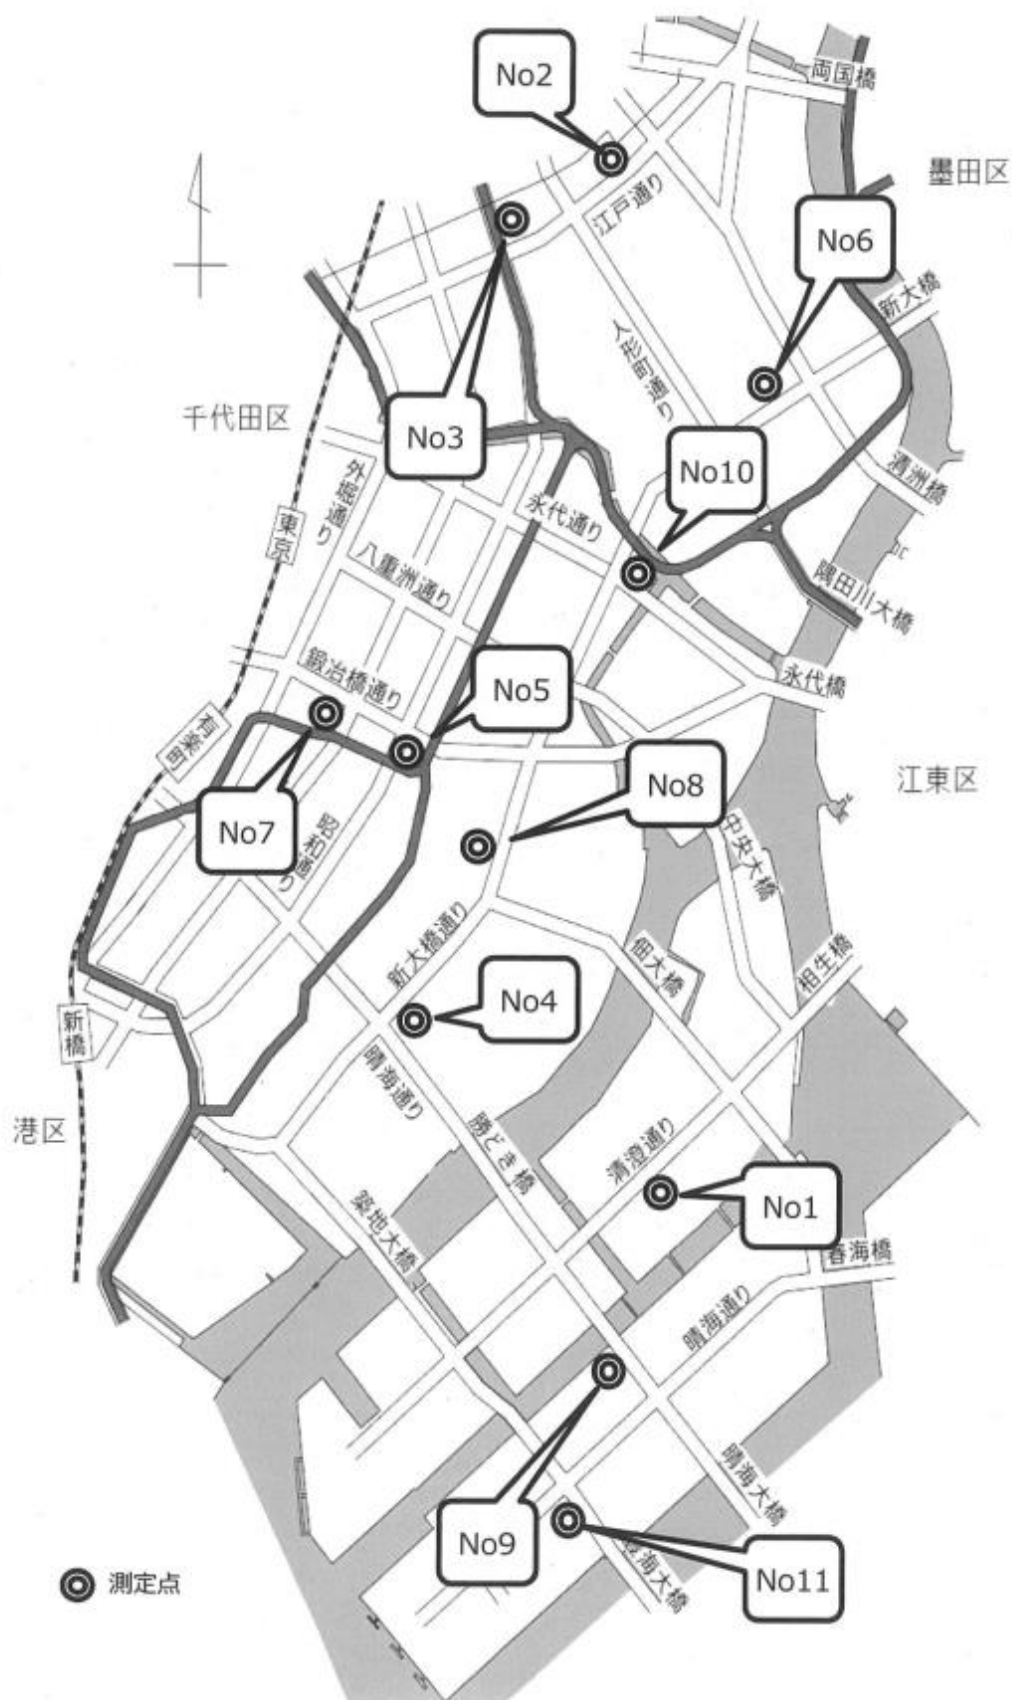 No2
両国橋
墨田区
江戸通り
No6
新大橋
人形町通り
千代田区
No3
No10
清洲橋
外堀通り
東京
永代通り
八重洲通り
隅田川大橋
鍛冶橋通り
No5
永代橋
有楽町
No8
江東区
No7
昭和通り
中央大橋
新大橋通り
佃大橋
相生橋
No4
新橋
晴海通り
港区
勝どき橋
清澄通り
No1
築地大橋
春海橋
晴海通り
晴海大橋
No9
No11
豊海大橋
測定点